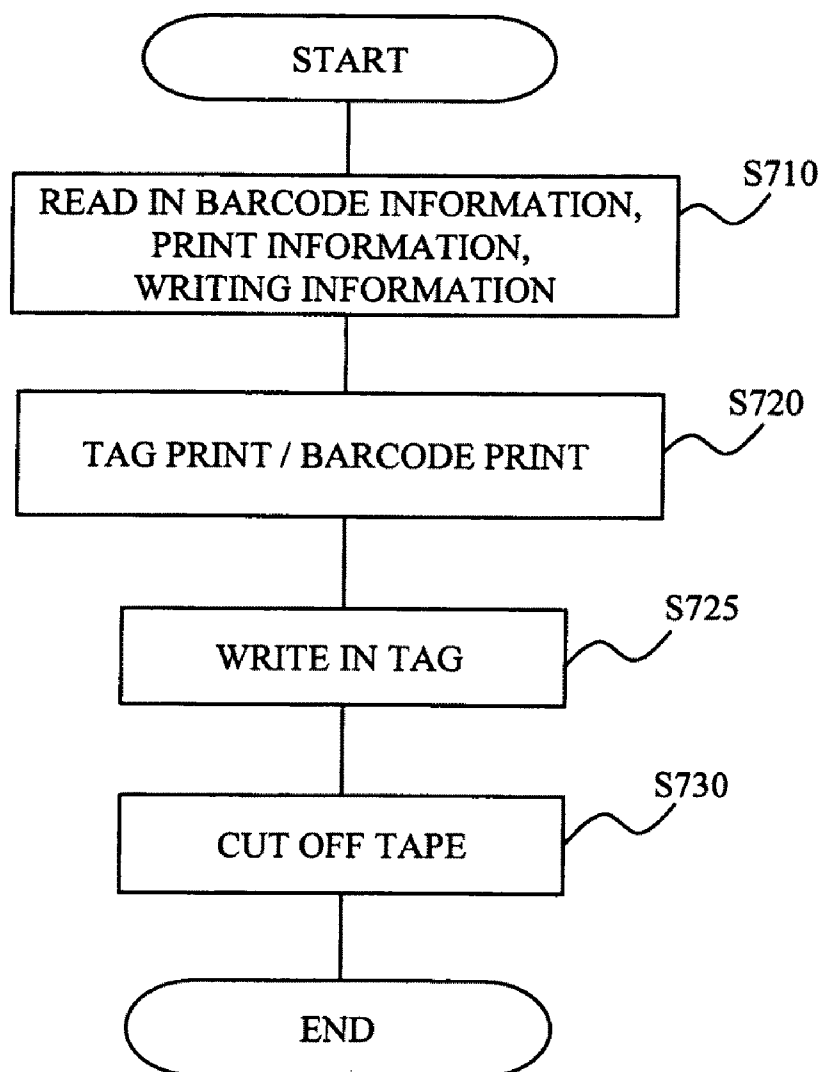 START
S710
READ IN BARCODE INFORMATION,
PRINT INFORMATION,
WRITING INFORMATION
S720
TAG PRINT / BARCODE PRINT
S725
WRITE IN TAG
S730
CUT OFF TAPE
END